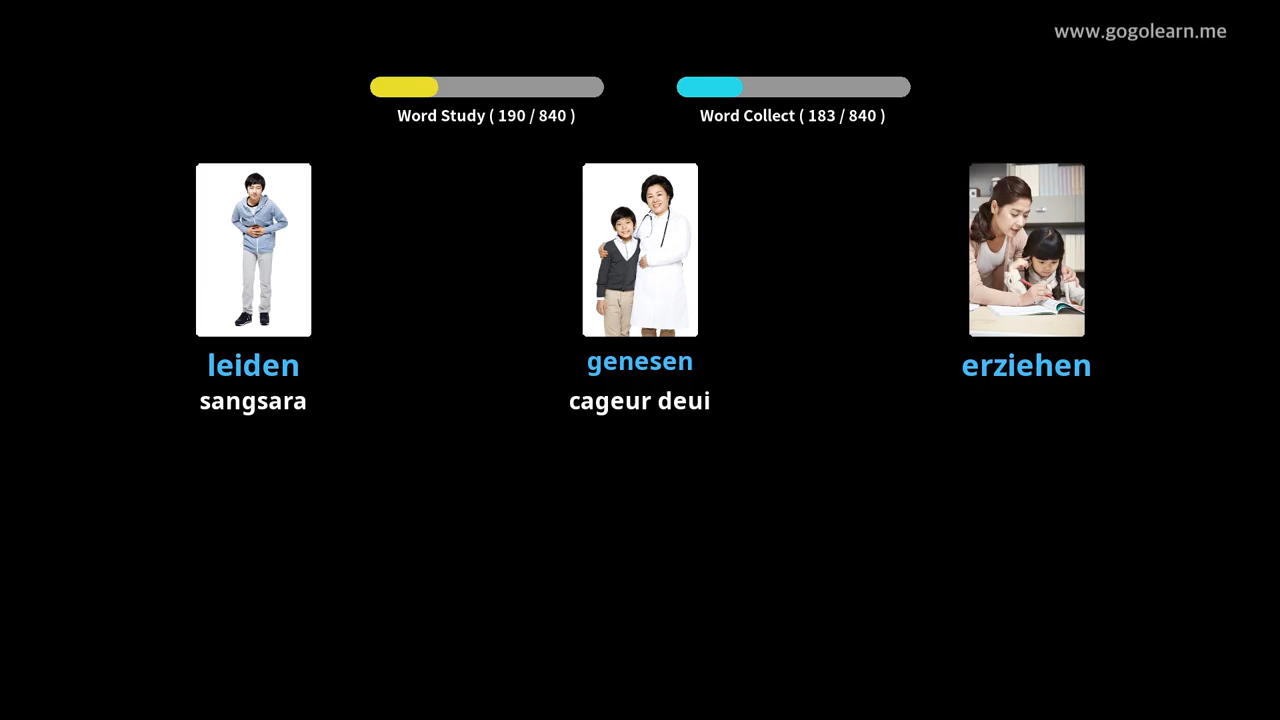 www.gogolearn.me
Word Study ( 190 / 840 )
Word Collect ( 183 / 840 )
leiden
genesen
erziehen
sangsara
cageur deui